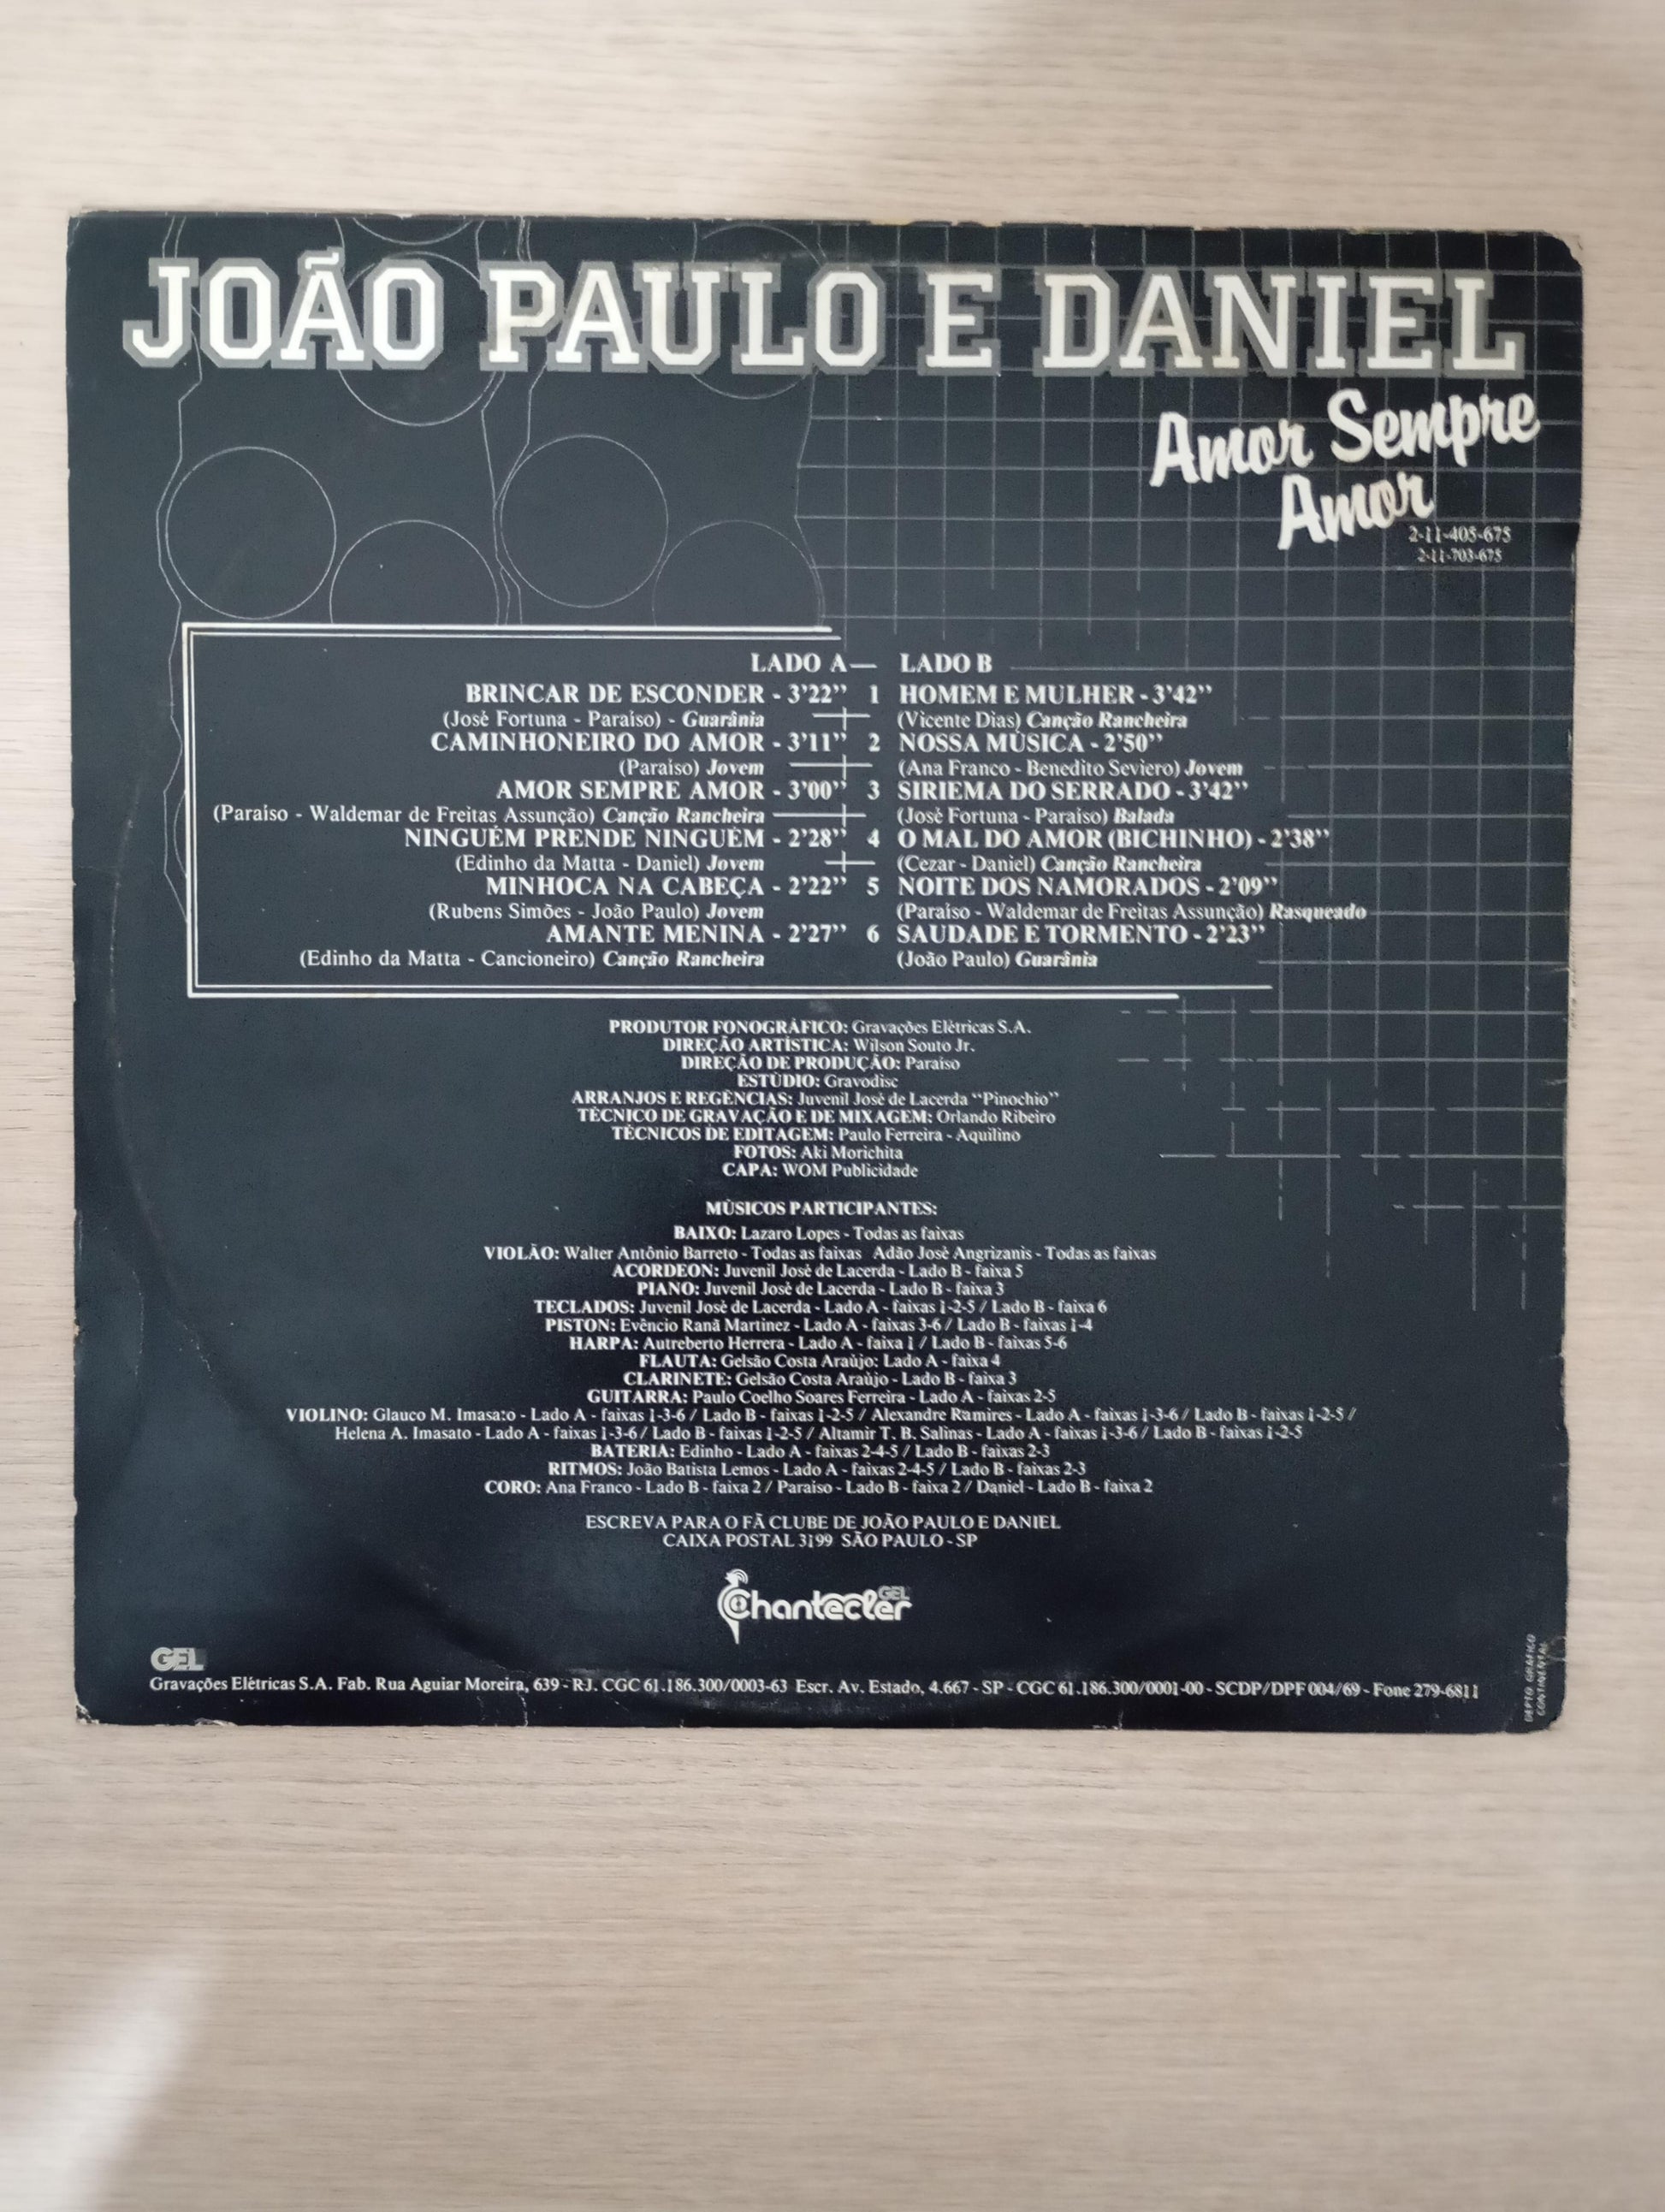 JOÃO PAULO E DANIEL
Amor Sempre
Amor
2-11-405-675
2-11-703-675
LADO A — LADO B
BRINCAR DE ESCONDER - 3'22'' 1 HOMEM E MULHER - 3'42''
(José Fortuna - Paraíso) - Guarânia (Vicente Dias) Canção Rancheira
CAMINHONEIRO DO AMOR - 3'11'' 2 NOSSA MÚSICA - 2'50''
(Paraíso) Jovem (Ana Franco - Benedito Seviero) Jovem
AMOR SEMPRE AMOR - 3'00'' 3 SIRIEMA DO SERRADO - 3'42''
(Paraíso - Waldemar de Freitas Assunção) Canção Rancheira (José Fortuna - Paraíso) Balada
NINGUÉM PRENDE NINGUÉM - 2'28'' 4 O MAL DO AMOR (BICHINHO) - 2'38''
(Edinho da Matta - Daniel) Jovem (Cezar - Daniel) Canção Rancheira
MINHOCA NA CABEÇA - 2'22'' 5 NOITE DOS NAMORADOS - 2'09''
(Rubens Simões - João Paulo) Jovem (Paraíso - Waldemar de Freitas Assunção) Rasqueado
AMANTE MENINA - 2'27'' 6 SAUDADE E TORMENTO - 2'23''
(Edinho da Matta - Cancioneiro) Canção Rancheira (João Paulo) Guarânia
PRODUTOR FONOGRÁFICO: Gravações Elétricas S.A.
DIREÇÃO ARTÍSTICA: Wilson Souto Jr.
DIREÇÃO DE PRODUÇÃO: Paraíso
ESTÚDIO: Gravodisc
ARRANJOS E REGÊNCIAS: Juvenil José de Lacerda "Pinochio"
TÉCNICO DE GRAVAÇÃO E DE MIXAGEM: Orlando Ribeiro
TÉCNICOS DE EDITAGEM: Paulo Ferreira - Aquilino
FOTOS: Aki Morichita
CAPA: WOM Publicidade
MÚSICOS PARTICIPANTES:
BAIXO: Lazaro Lopes - Todas as faixas
VIOLÃO: Walter Antônio Barreto - Todas as faixas Adão José Angrizanis - Todas as faixas
ACORDEON: Juvenil José de Lacerda - Lado B - faixa 5
PIANO: Juvenil José de Lacerda - Lado B - faixa 3
TECLADOS: Juvenil José de Lacerda - Lado A - faixas 1-2-5 / Lado B - faixa 6
PISTON: Evêncio Ranã Martinez - Lado A - faixas 3-6 / Lado B - faixas 1-4
HARPA: Autreberto Herrera - Lado A - faixa 1 / Lado B - faixas 5-6
FLAUTA: Gelsão Costa Araújo: Lado A - faixa 4
CLARINETE: Gelsão Costa Araújo - Lado B - faixa 3
GUITARRA: Paulo Coelho Soares Ferreira - Lado A - faixas 2-5
VIOLINO: Glauco M. Imasato - Lado A - faixas 1-3-6 / Lado B - faixas 1-2-5 / Alexandre Ramires - Lado A - faixas 1-3-6 / Lado B - faixas 1-2-5 /
Helena A. Imasato - Lado A - faixas 1-3-6 / Lado B - faixas 1-2-5 / Altamir T. B. Salinas - Lado A - faixas 1-3-6 / Lado B - faixas 1-2-5
BATERIA: Edinho - Lado A - faixas 2-4-5 / Lado B - faixas 2-3
RITMOS: João Batista Lemos - Lado A - faixas 2-4-5 / Lado B - faixas 2-3
CORO: Ana Franco - Lado B - faixa 2 / Paraíso - Lado B - faixa 2 / Daniel - Lado B - faixa 2
ESCREVA PARA O FÃ CLUBE DE JOÃO PAULO E DANIEL
CAIXA POSTAL 3199 SÃO PAULO - SP
Chantecler GEL
GEL
Gravações Elétricas S.A. Fab. Rua Aguiar Moreira, 639 - RJ. CGC 61.186.300/0003-63 Escr. Av. Estado, 4.667 - SP - CGC 61.186.300/0001-00 - SCDP/DPF 004/69 - Fone 279-6811
DEPTO GRÁFICO
CONTINENTAL